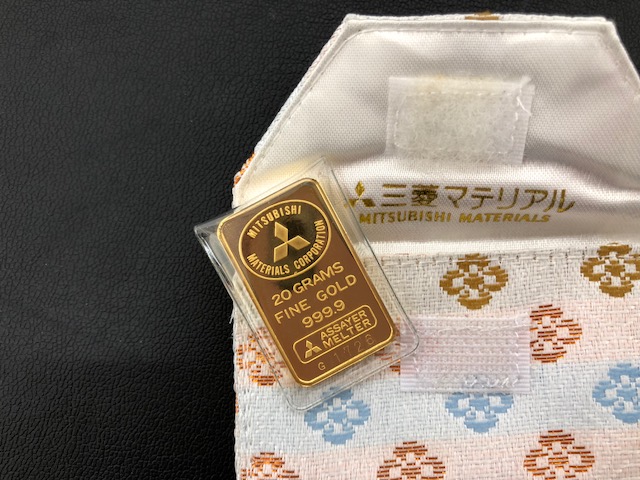 三菱マテリアル
MITSUBISHI MATERIALS
MITSUBISHI
MATERIALS CORPORATION
20 GRAMS
FINE GOLD
999.9
ASSAYER
MELTER
G 1726